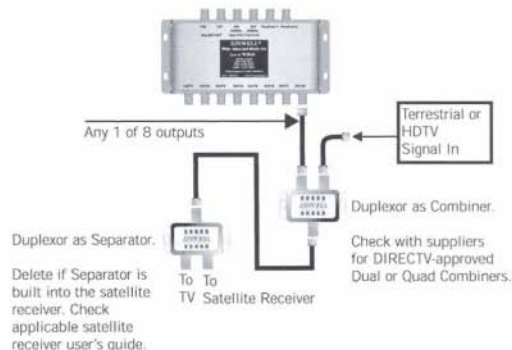 LINWELL
Any 1 of 8 outputs
Terrestrial or
HDTV
Signal In
Duplexor as Separator.
Delete if Separator is
built into the satellite
receiver. Check
applicable satellite
receiver user's guide.
To To
TV Satellite Receiver
Duplexor as Combiner.
Check with suppliers
for DIRECTV-approved
Dual or Quad Combiners.